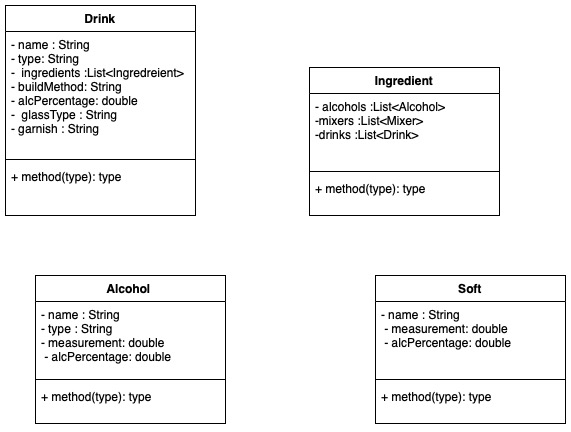 Drink
- name : String
- type: String
- ingredients :List<Ingredreient>
- buildMethod: String
- alcPercentage: double
- glassType : String
- garnish : String
+ method(type): type
Ingredient
- alcohols :List<Alcohol>
-mixers :List<Mixer>
-drinks :List<Drink>
+ method(type): type
Alcohol
- name : String
- type : String
- measurement: double
- alcPercentage: double
+ method(type): type
Soft
- name : String
- measurement: double
- alcPercentage: double
+ method(type): type